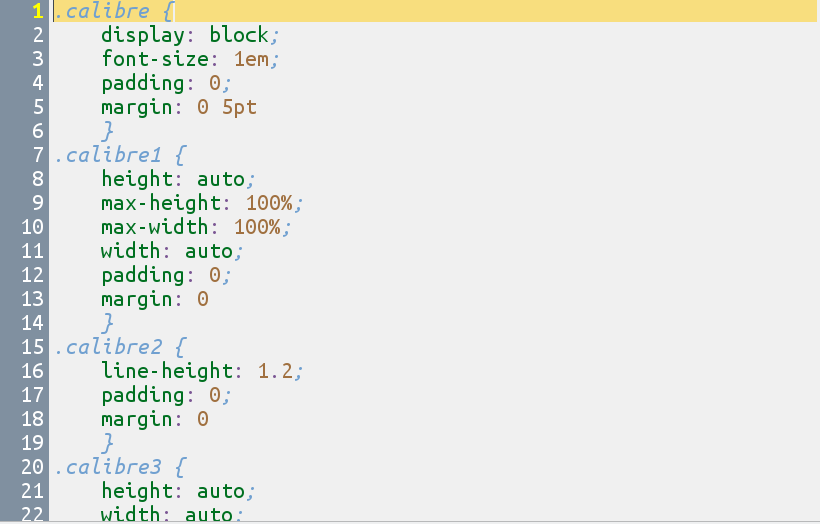 1 .calibre {
2 display: block;
3 font-size: 1em;
4 padding: 0;
5 margin: 0 5pt
6 }
7 .calibre1 {
8 height: auto;
9 max-height: 100%;
10 max-width: 100%;
11 width: auto;
12 padding: 0;
13 margin: 0
14 }
15 .calibre2 {
16 line-height: 1.2;
17 padding: 0;
18 margin: 0
19 }
20 .calibre3 {
21 height: auto;
22 width: auto;